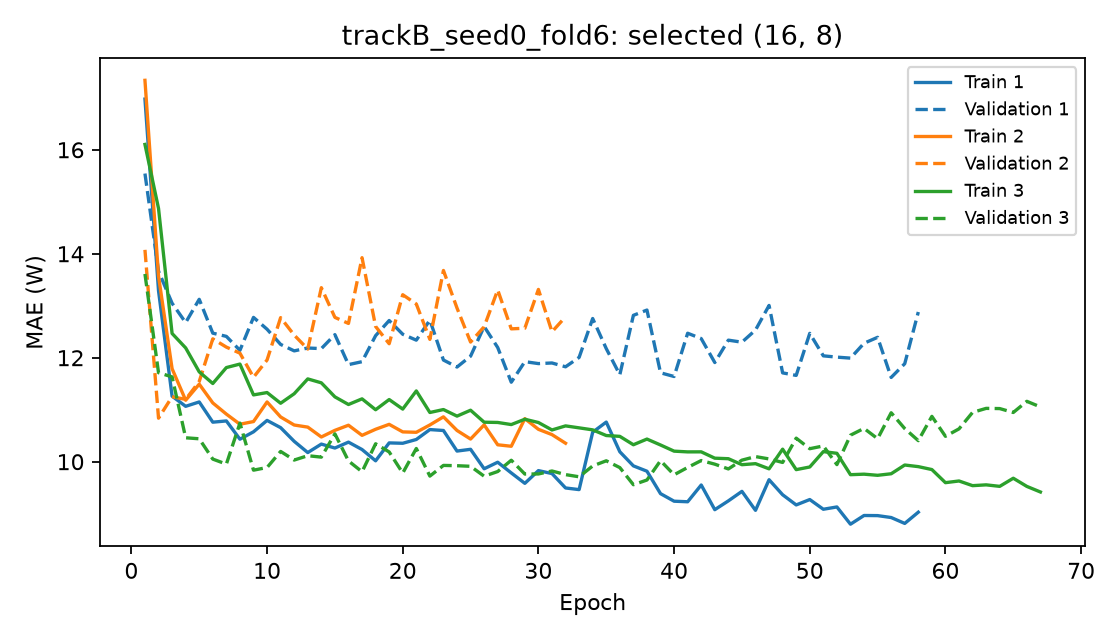 trackB_seed0_fold6: selected (16, 8)
Train 1
Validation 1
Train 2
Validation 2
Train 3
Validation 3
MAE (W)
16
14
12
10
0 10 20 30 40 50 60 70
Epoch